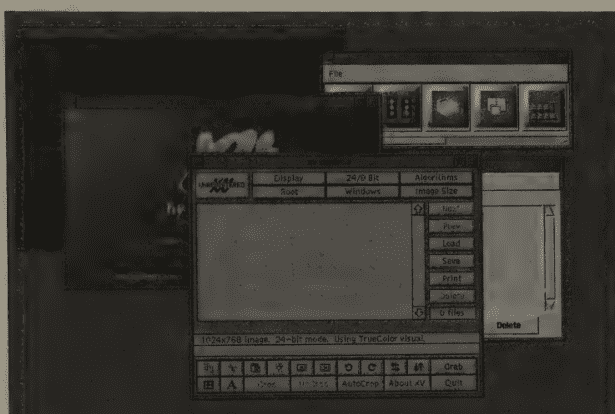 File
Display 24/8 Bit Algorithms
Root Windows Image Size
Next
Prev
Load
Save
Print
Delete
0 files
Delete
1024x768 image. 24-bit mode. Using TrueColor visual.
Grab
A AutoCrop About XV Quit